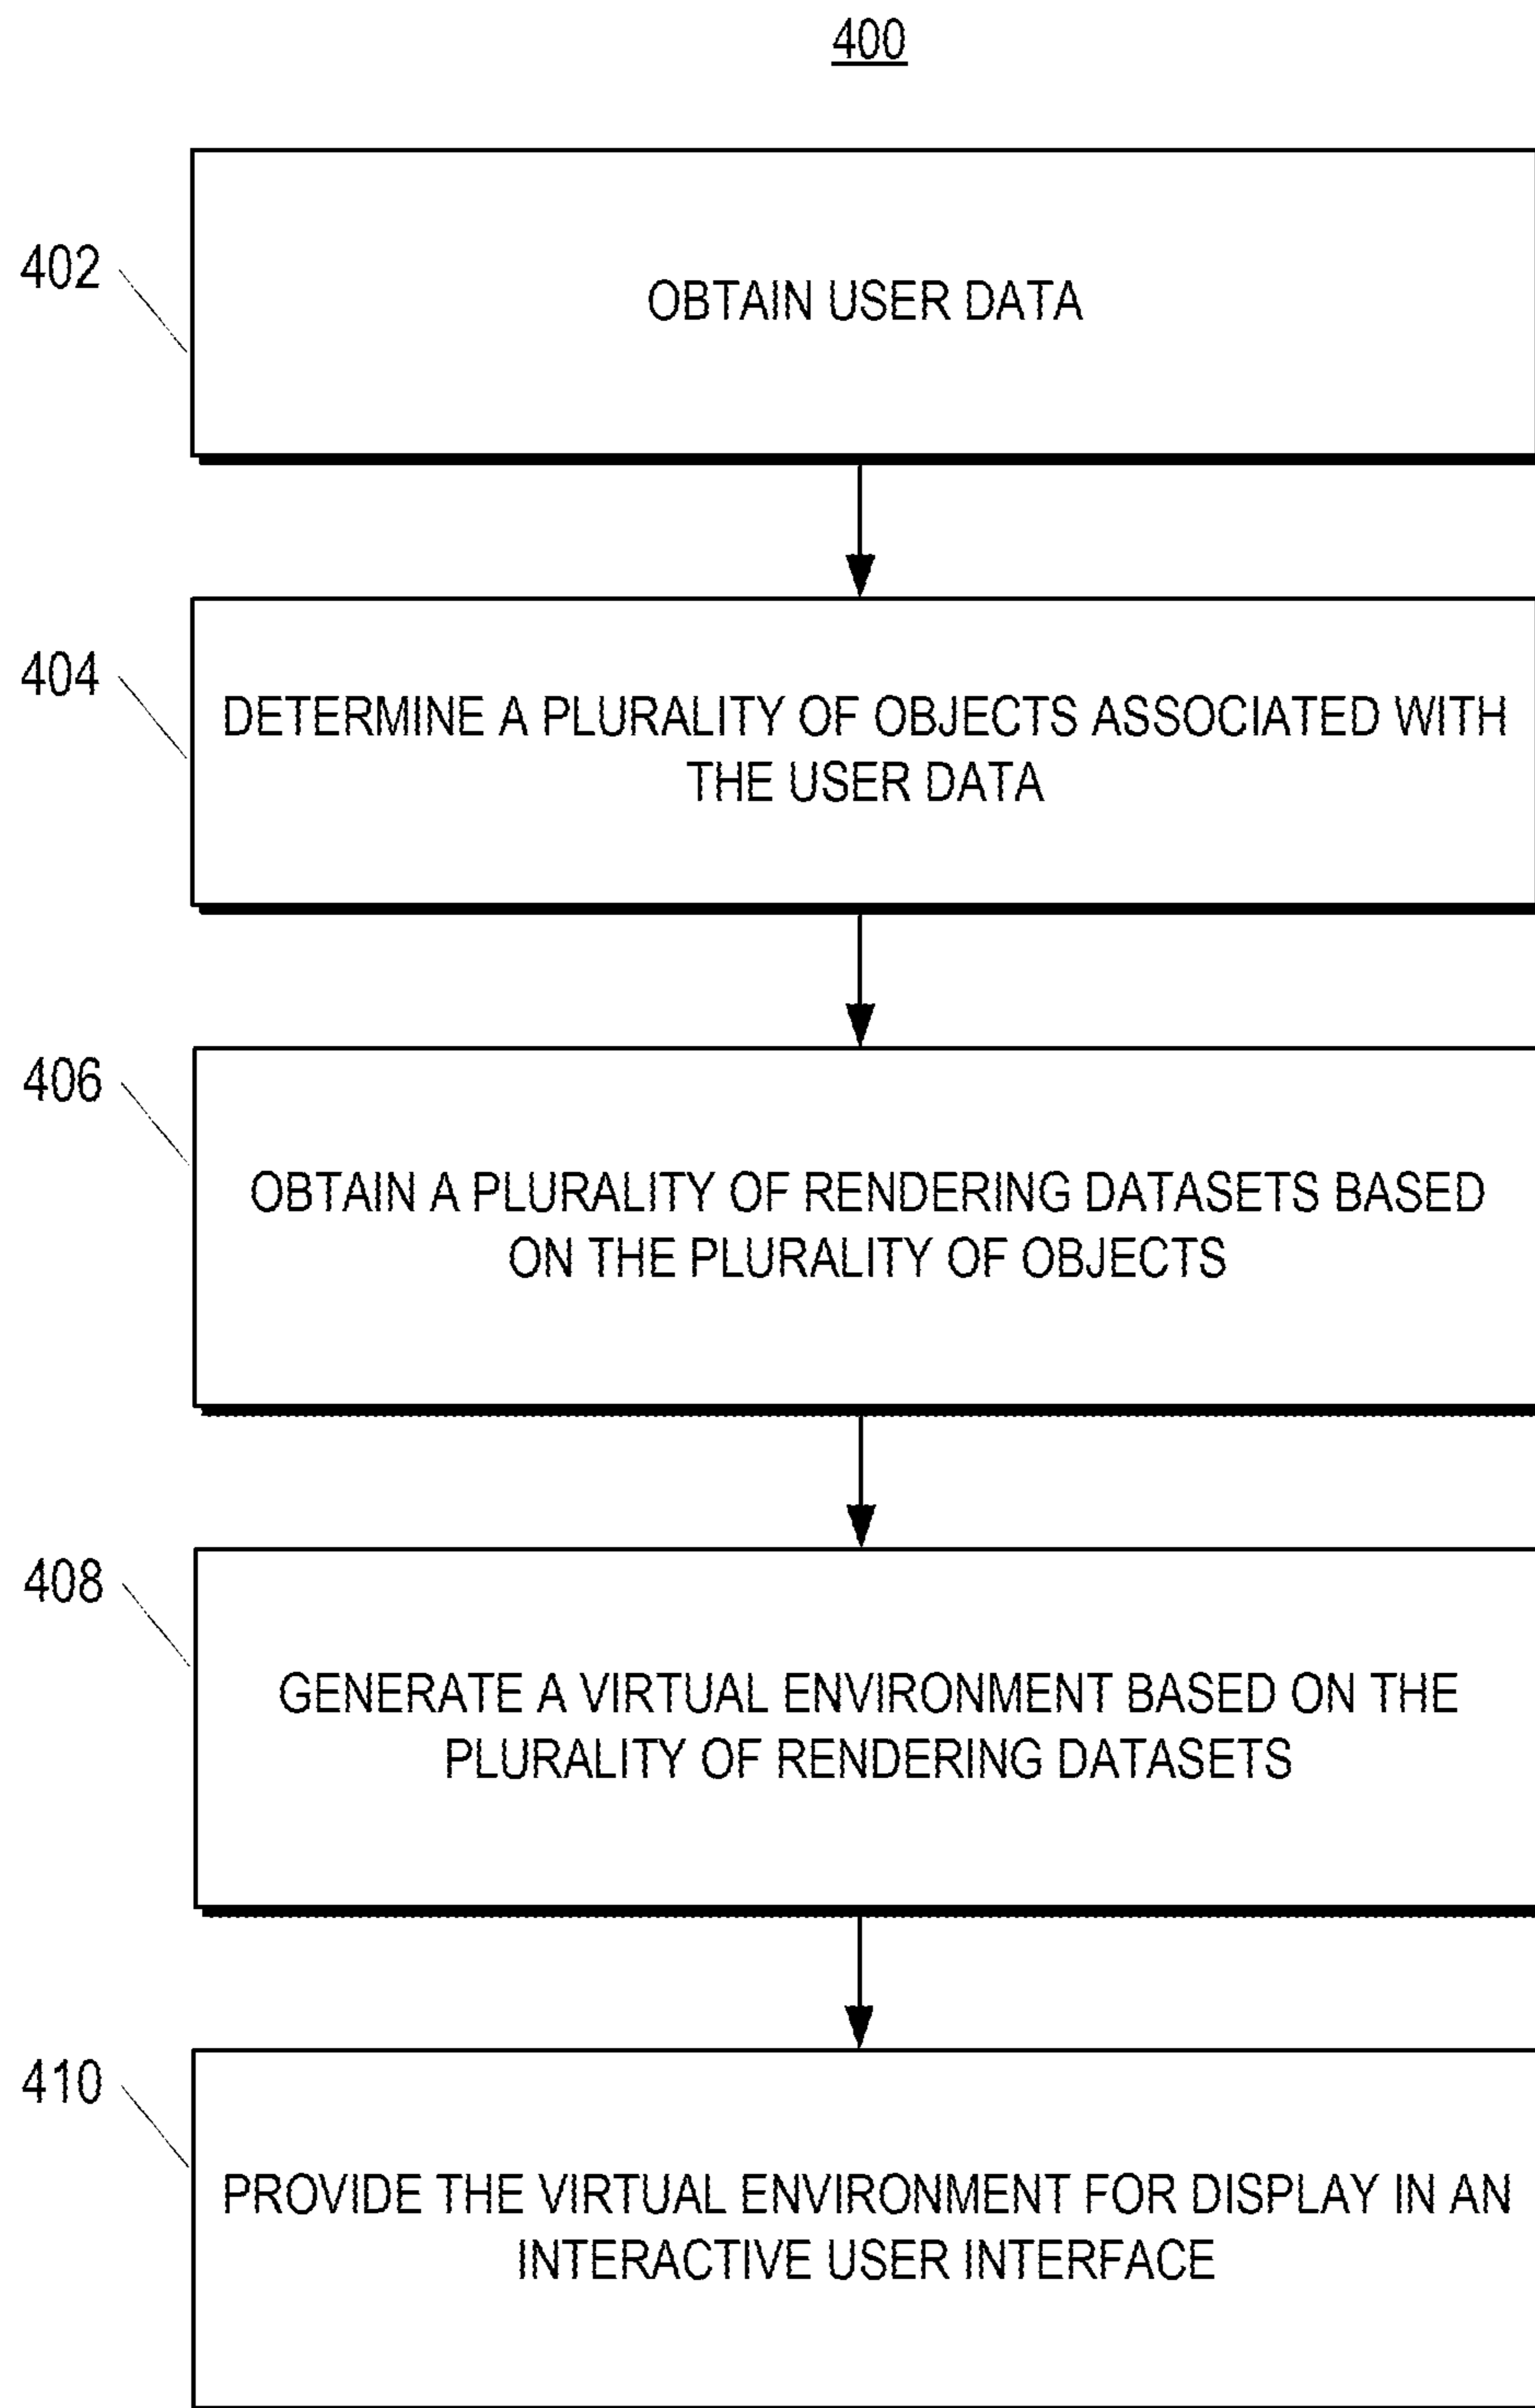 400
402
OBTAIN USER DATA
404
DETERMINE A PLURALITY OF OBJECTS ASSOCIATED WITH
THE USER DATA
406
OBTAIN A PLURALITY OF RENDERING DATASETS BASED
ON THE PLURALITY OF OBJECTS
408
GENERATE A VIRTUAL ENVIRONMENT BASED ON THE
PLURALITY OF RENDERING DATASETS
410
PROVIDE THE VIRTUAL ENVIRONMENT FOR DISPLAY IN AN
INTERACTIVE USER INTERFACE